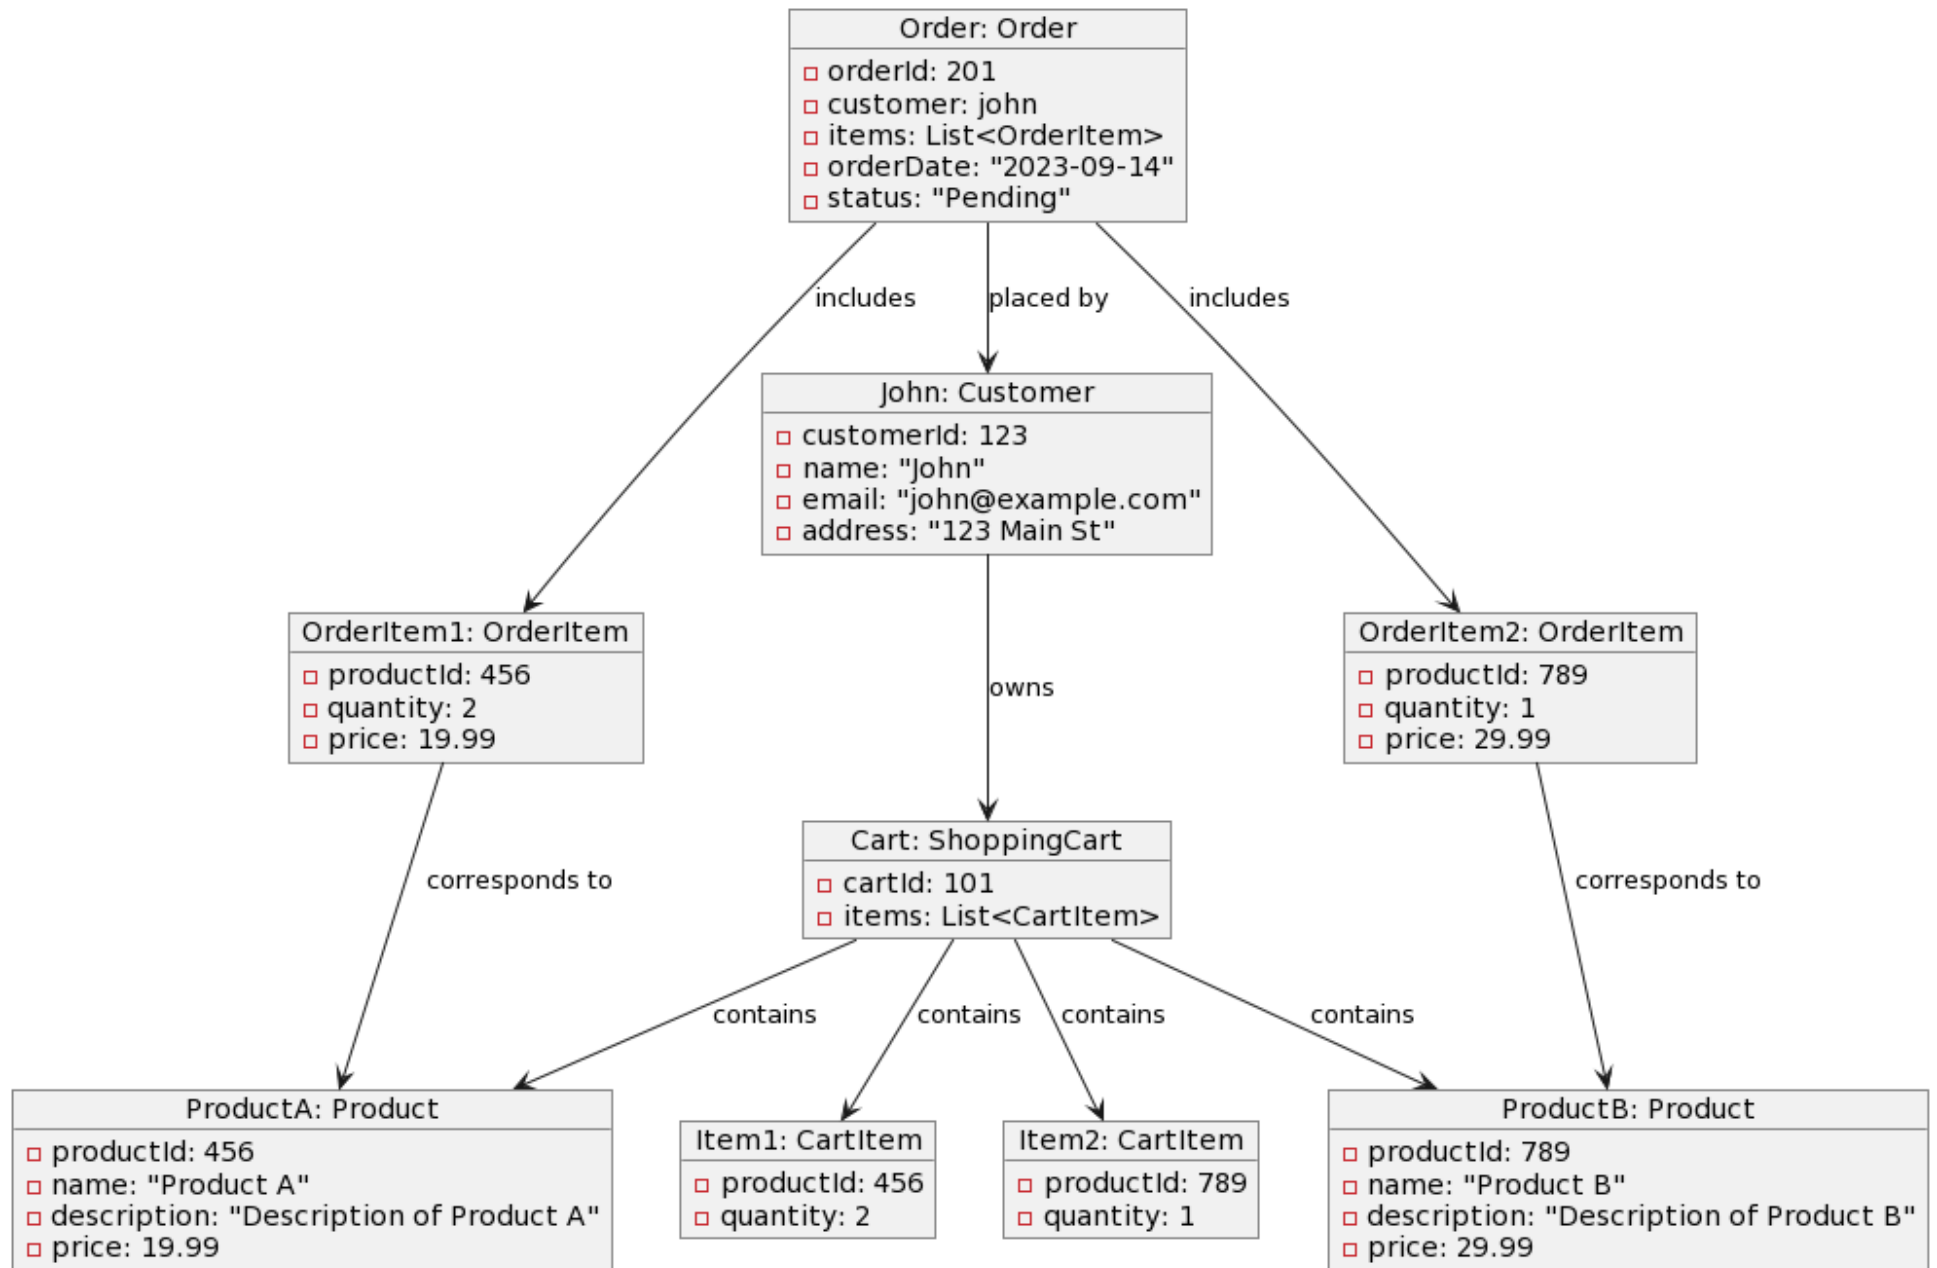 Order: Order
orderId: 201
customer: john
items: List<OrderItem>
orderDate: "2023-09-14"
status: "Pending"
includes
placed by
includes
John: Customer
customerId: 123
name: "John"
email: "john@example.com"
address: "123 Main St"
OrderItem1: OrderItem
productId: 456
quantity: 2
price: 19.99
owns
OrderItem2: OrderItem
productId: 789
quantity: 1
price: 29.99
corresponds to
Cart: ShoppingCart
cartId: 101
items: List<CartItem>
corresponds to
contains
contains
contains
contains
ProductA: Product
productId: 456
name: "Product A"
description: "Description of Product A"
price: 19.99
Item1: CartItem
productId: 456
quantity: 2
Item2: CartItem
productId: 789
quantity: 1
ProductB: Product
productId: 789
name: "Product B"
description: "Description of Product B"
price: 29.99